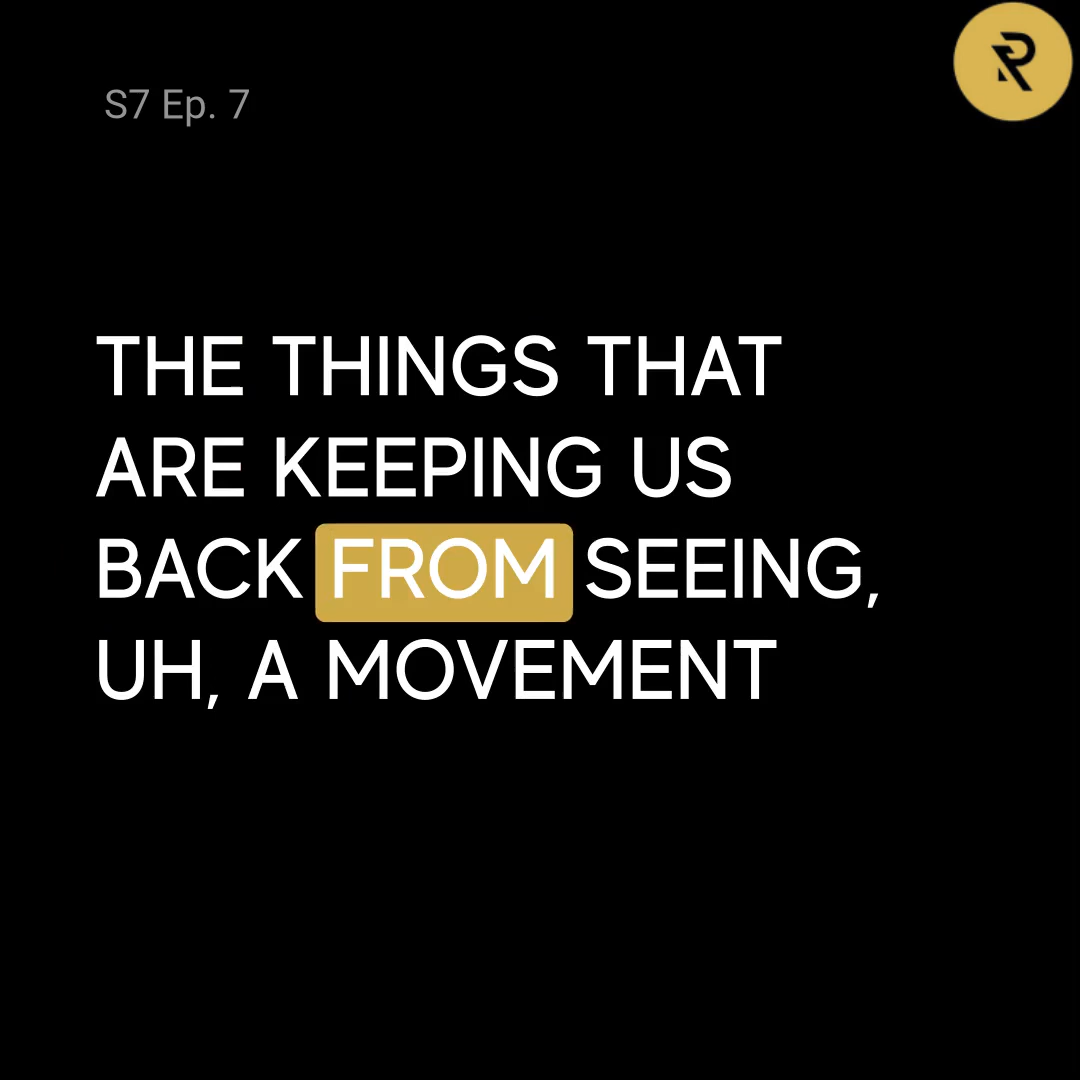 S7 Ep. 7
R
THE THINGS THAT
ARE KEEPING US
BACK FROM SEEING,
UH, A MOVEMENT